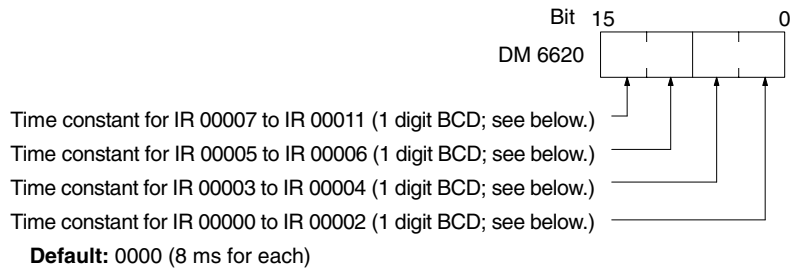 Bit 15 0
DM 6620
Time constant for IR 00007 to IR 00011 (1 digit BCD; see below.)
Time constant for IR 00005 to IR 00006 (1 digit BCD; see below.)
Time constant for IR 00003 to IR 00004 (1 digit BCD; see below.)
Time constant for IR 00000 to IR 00002 (1 digit BCD; see below.)
Default: 0000 (8 ms for each)